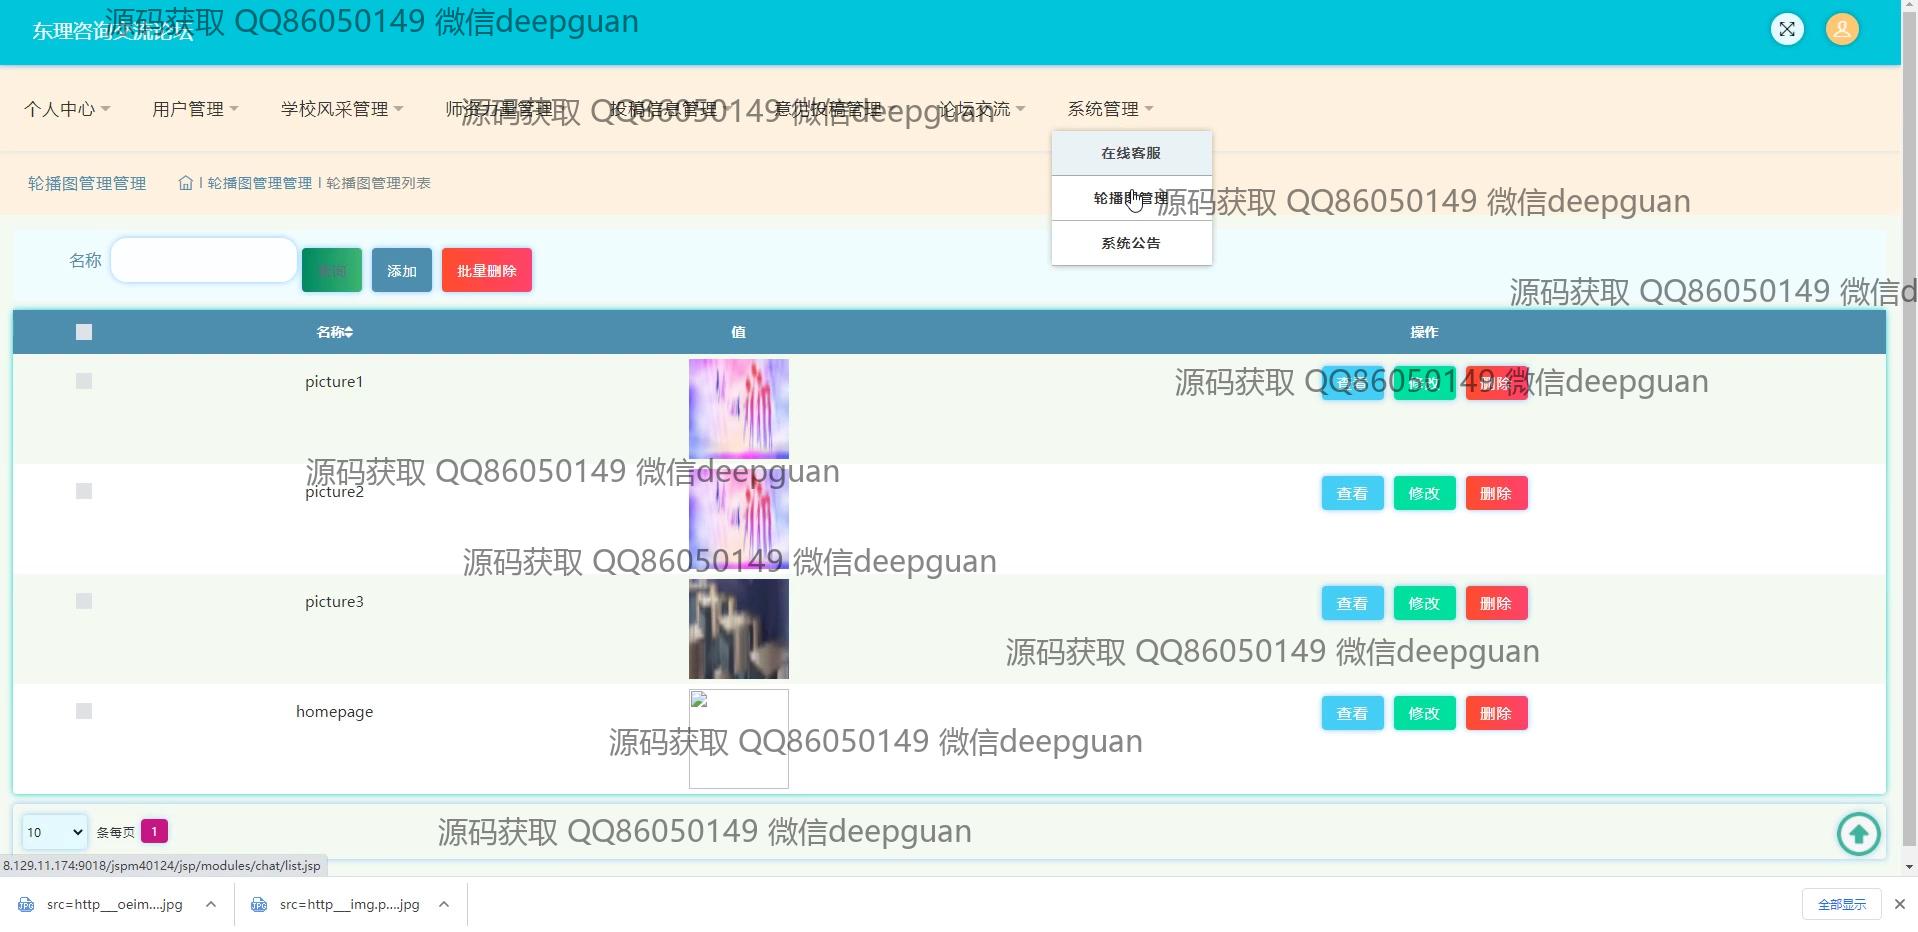 东理咨询交流论坛
源码获取 QQ86050149 微信deepguan
个人中心 用户管理 学校风采管理 师资力量管理 投稿信息管理 意见投稿管理 论坛交流 系统管理
源码获取 QQ86050149 微信deepguan
在线客服
轮播图管理
系统公告
轮播图管理管理 轮播图管理管理 轮播图管理列表
源码获取 QQ86050149 微信deepguan
名称 查询 添加 批量删除
源码获取 QQ86050149 微信d
名称 值 操作
picture1 查看 修改 删除
源码获取 QQ86050149 微信deepguan
源码获取 QQ86050149 微信deepguan
picture2 查看 修改 删除
源码获取 QQ86050149 微信deepguan
picture3 查看 修改 删除
源码获取 QQ86050149 微信deepguan
homepage 查看 修改 删除
源码获取 QQ86050149 微信deepguan
10 条每页 1
源码获取 QQ86050149 微信deepguan
8.129.11.174:9018/jspm40124/jsp/modules/chat/list.jsp
src=http___oeim....jpg src=http___img.p....jpg 全部显示